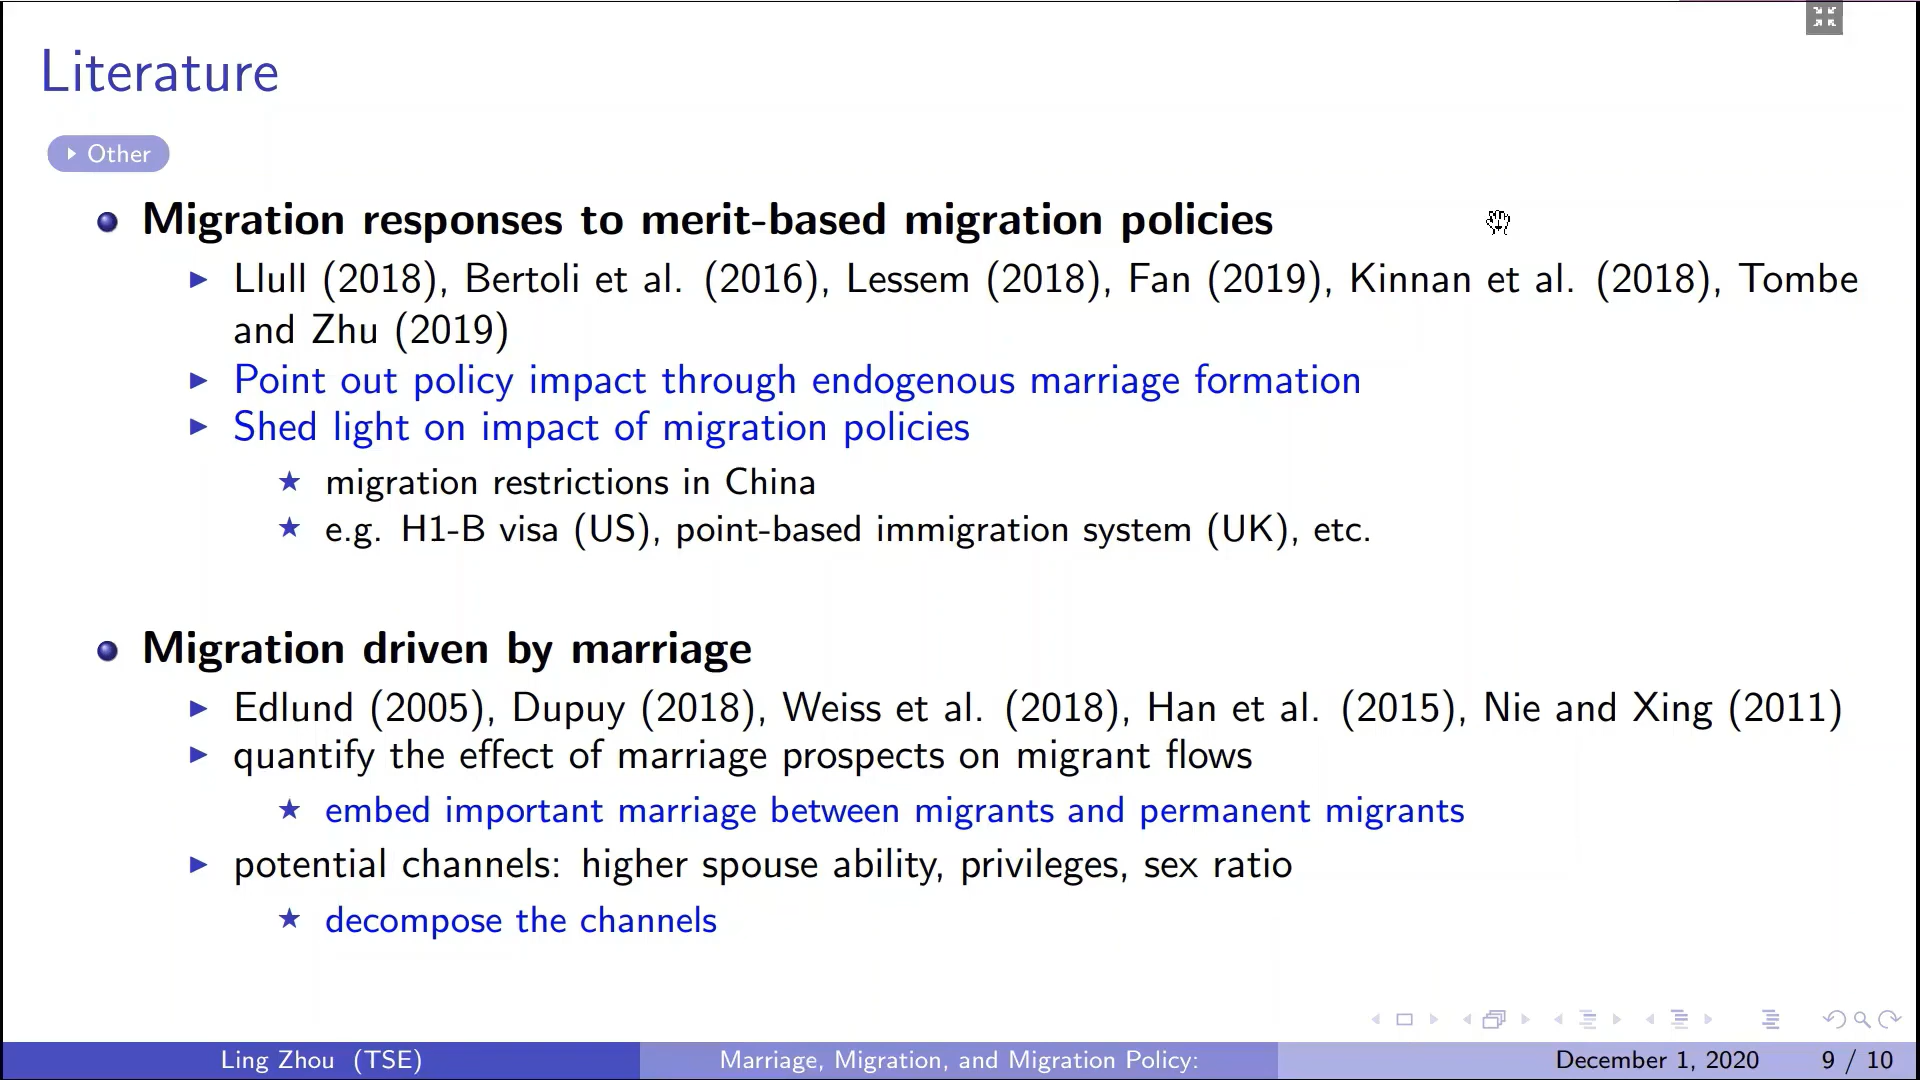 Literature
Other
Migration responses to merit-based migration policies
Llull (2018), Bertoli et al. (2016), Lessem (2018), Fan (2019), Kinnan et al. (2018), Tombe
and Zhu (2019)
Point out policy impact through endogenous marriage formation
Shed light on impact of migration policies
migration restrictions in China
e.g. H1-B visa (US), point-based immigration system (UK), etc.
Migration driven by marriage
Edlund (2005), Dupuy (2018), Weiss et al. (2018), Han et al. (2015), Nie and Xing (2011)
quantify the effect of marriage prospects on migrant flows
embed important marriage between migrants and permanent migrants
potential channels: higher spouse ability, privileges, sex ratio
decompose the channels
Ling Zhou (TSE) Marriage, Migration, and Migration Policy: December 1, 2020 9 / 10